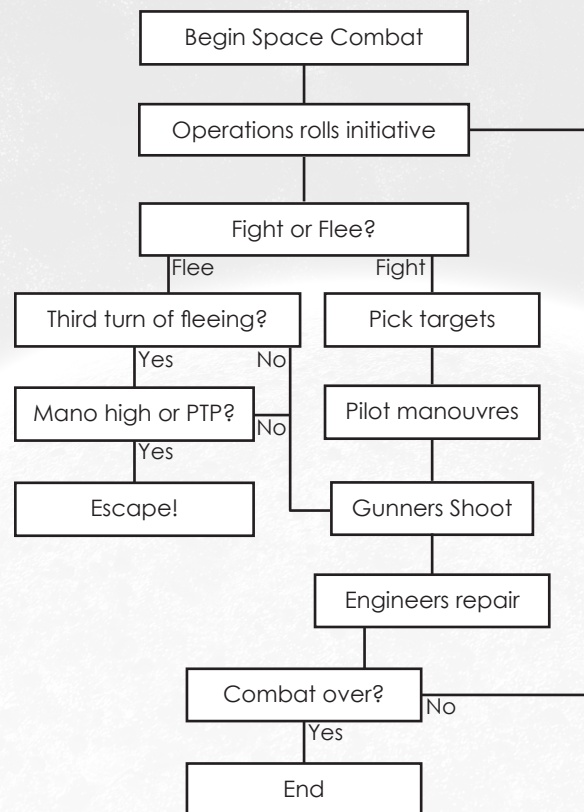 Begin Space Combat
Operations rolls initiative
Fight or Flee?
Flee
Fight
Third turn of fleeing?
Pick targets
Yes
No
Mano high or PTP?
Pilot manouvres
No
Yes
Escape!
Gunners Shoot
Engineers repair
Combat over?
No
Yes
End